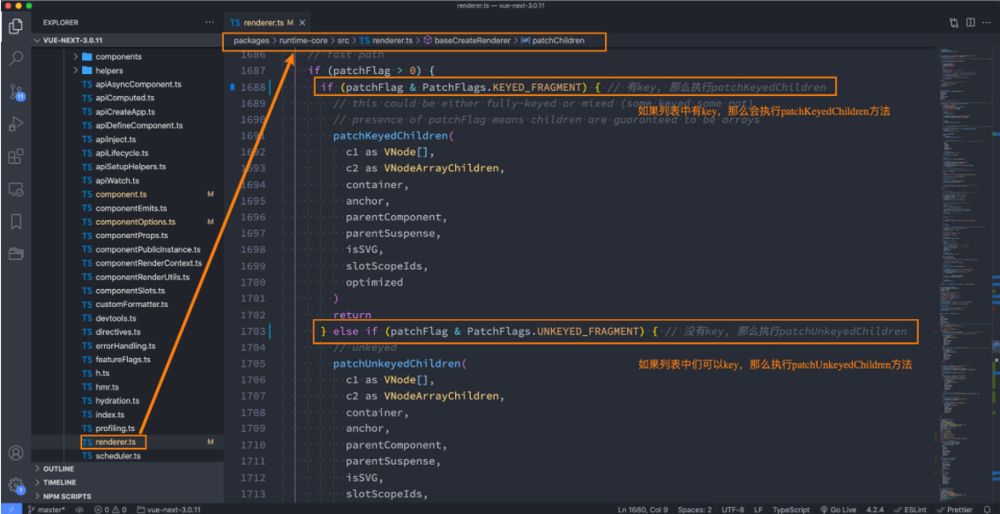 renderer.ts — vue-next-3.0.11
EXPLORER
VUE-NEXT-3.0.11
components
helpers
TS apiAsyncComponent.ts
TS apiComputed.ts
TS apiCreateApp.ts
TS apiDefineComponent.ts
TS apiInject.ts
TS apiLifecycle.ts
TS apiSetupHelpers.ts
TS apiWatch.ts
TS component.ts M
TS componentEmits.ts
TS componentOptions.ts M
TS componentProps.ts
TS componentPublicInstance.ts
TS componentRenderContext.ts
TS componentRenderUtils.ts
TS componentSlots.ts
TS customFormatter.ts
TS devtools.ts
TS directives.ts
TS errorHandling.ts
TS featureFlags.ts
TS h.ts
TS hmr.ts
TS hydration.ts
TS index.ts
TS profiling.ts
TS renderer.ts M
TS scheduler.ts
OUTLINE
TIMELINE
NPM SCRIPTS
11
1
TS renderer.ts M ×
packages > runtime-core > src > TS renderer.ts > baseCreateRenderer > patchChildren
1686 // fast path
1687 if (patchFlag > 0) {
1688 if (patchFlag & PatchFlags.KEYED_FRAGMENT) { // 有key, 那么执行patchKeyedChildren
1689 // this could be either fully-keyed or mixed (some keyed some not)
如果列表中有key，那么会执行patchKeyedChildren方法
1690 // presence of patchFlag means children are guaranteed to be arrays
1691 patchKeyedChildren(
1692 c1 as VNode[],
1693 c2 as VNodeArrayChildren,
1694 container,
1695 anchor,
1696 parentComponent,
1697 parentSuspense,
1698 isSVG,
1699 slotScopeIds,
1700 optimized
1701 )
1702 return
1703 } else if (patchFlag & PatchFlags.UNKEYED_FRAGMENT) { // 没有key, 那么执行patchUnkeyedChildren
1704 // unkeyed
1705 patchUnkeyedChildren(
如果列表中们可以key，那么执行patchUnkeyedChildren方法
1706 c1 as VNode[],
1707 c2 as VNodeArrayChildren,
1708 container,
1709 anchor,
1710 parentComponent,
1711 parentSuspense,
1712 isSVG,
1713 slotScopeIds,
master* 0 0 vue-next-3.0.11 Ln 1680, Col 9 Spaces: 2 UTF-8 LF TypeScript Go Live 4.2.4 ESLint Prettier